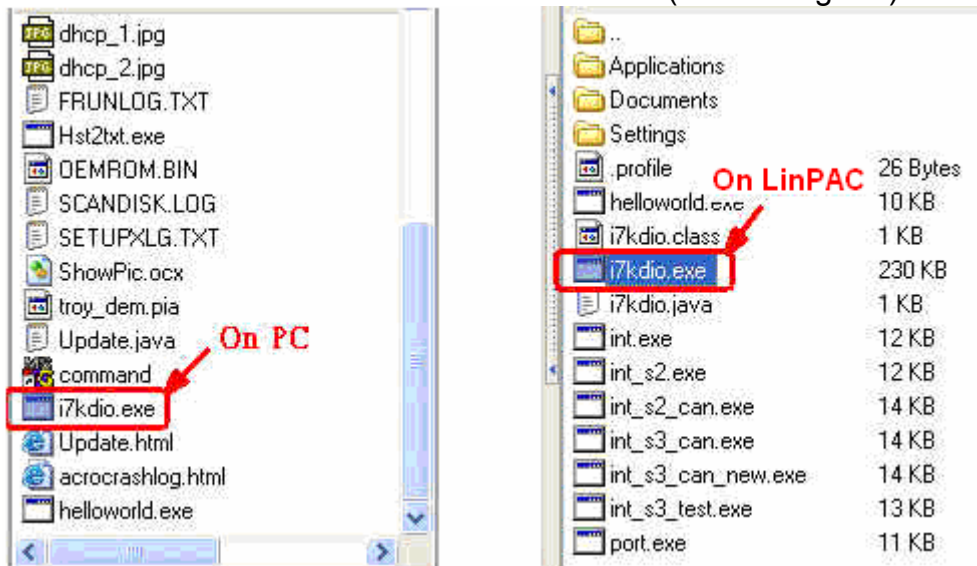 dhcp_1.jpg
dhcp_2.jpg
FRUNLOG.TXT
Hst2txt.exe
OEMROM.BIN
SCANDISK.LOG
SETUPXLG.TXT
ShowPic.ocx
troy_dem.pia
Update.java
On PC
command
i7kdio.exe
Update.html
acrocrashlog.html
helloworld.exe
..
Applications
Documents
Settings
.profile 26 Bytes
On LinPAC
helloworld.exe 10 KB
i7kdio.class 1 KB
i7kdio.exe 230 KB
i7kdio.java 1 KB
int.exe 12 KB
int_s2.exe 12 KB
int_s2_can.exe 14 KB
int_s3_can.exe 14 KB
int_s3_can_new.exe 14 KB
int_s3_test.exe 13 KB
port.exe 11 KB